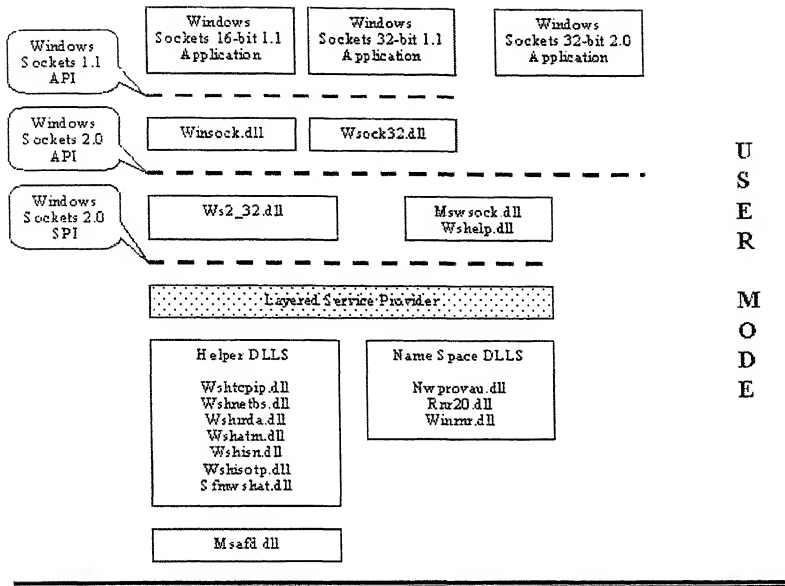 Windows
Sockets 16-bit 1.1
Application
Windows
Sockets 32-bit 1.1
Application
Windows
Sockets 32-bit 2.0
Application
Windows
Sockets 1.1
API
Winsock.dll
Wsock32.dll
Windows
Sockets 2.0
API
Ws2_32.dll
Mswsock.dll
Wshelp.dll
Windows
Sockets 2.0
SPI
Layered Service Provider
Helper DLLS
Wshtcpip.dll
Wshnetbs.dll
Wshirda.dll
Wshatm.dll
Wshisn.dll
Wshisotp.dll
Sfmwshat.dll
Name Space DLLS
Nwprovau.dll
Rnr20.dll
Winrnr.dll
Msafd.dll
USER
MODE